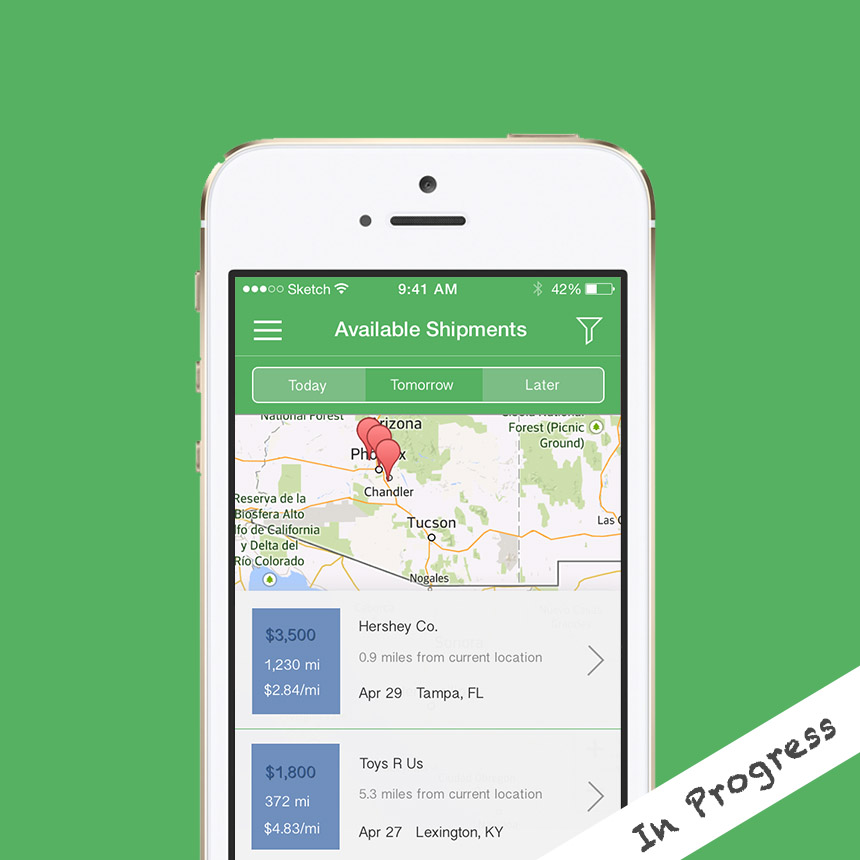 Sketch 9:41 AM 42%
Available Shipments
Today Tomorrow Later
National Forest
Arizona
Forest (Picnic
Ground)
Chandler
Reserva de la
Biosfera Alto
lfo de California
y Delta del
Río Colorado
Tucson
Las C
Nogales
$3,500
1,230 mi
$2.84/mi
Hershey Co.
0.9 miles from current location
Apr 29 Tampa, FL
$1,800
372 mi
$4.83/mi
Toys R Us
5.3 miles from current location
Apr 27 Lexington, KY
In Progress